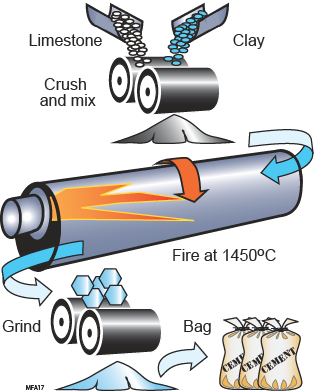 Limestone
Clay
Crush
and mix
Fire at 1450ºC
Grind
Bag
CEMENT
CEMENT
CEMENT
MFA17